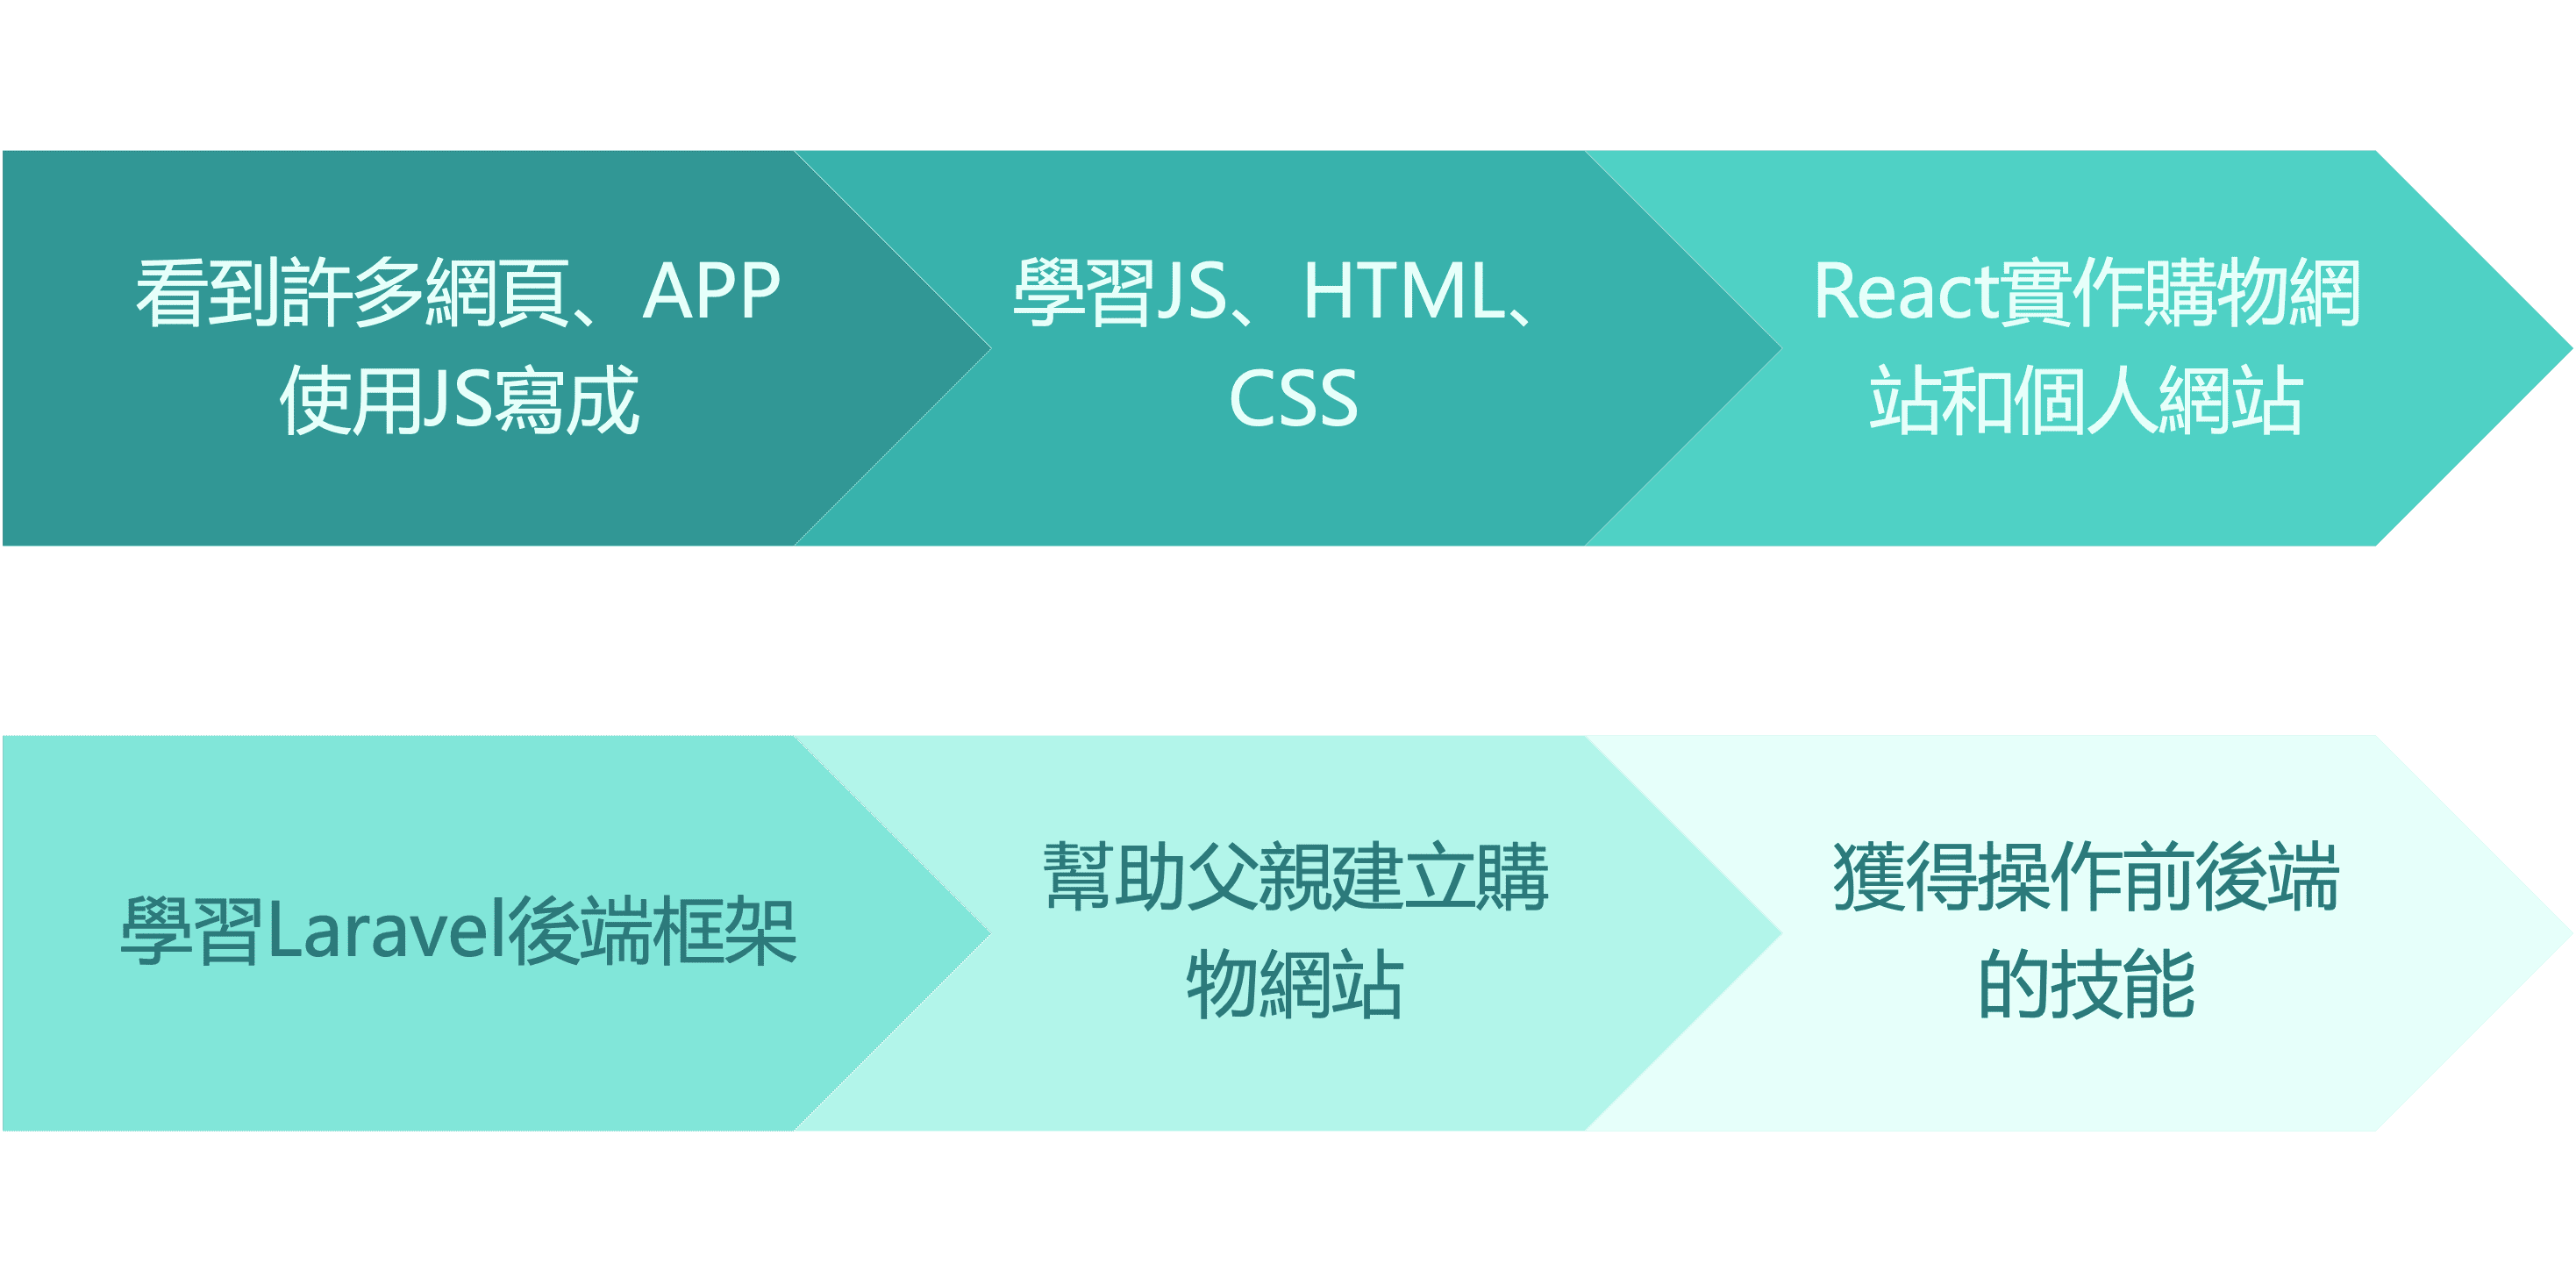 看到許多網頁、APP
使用JS寫成
學習JS、HTML、
CSS
React實作購物網
站和個人網站
學習Laravel後端框架
幫助父親建立購
物網站
獲得操作前後端
的技能